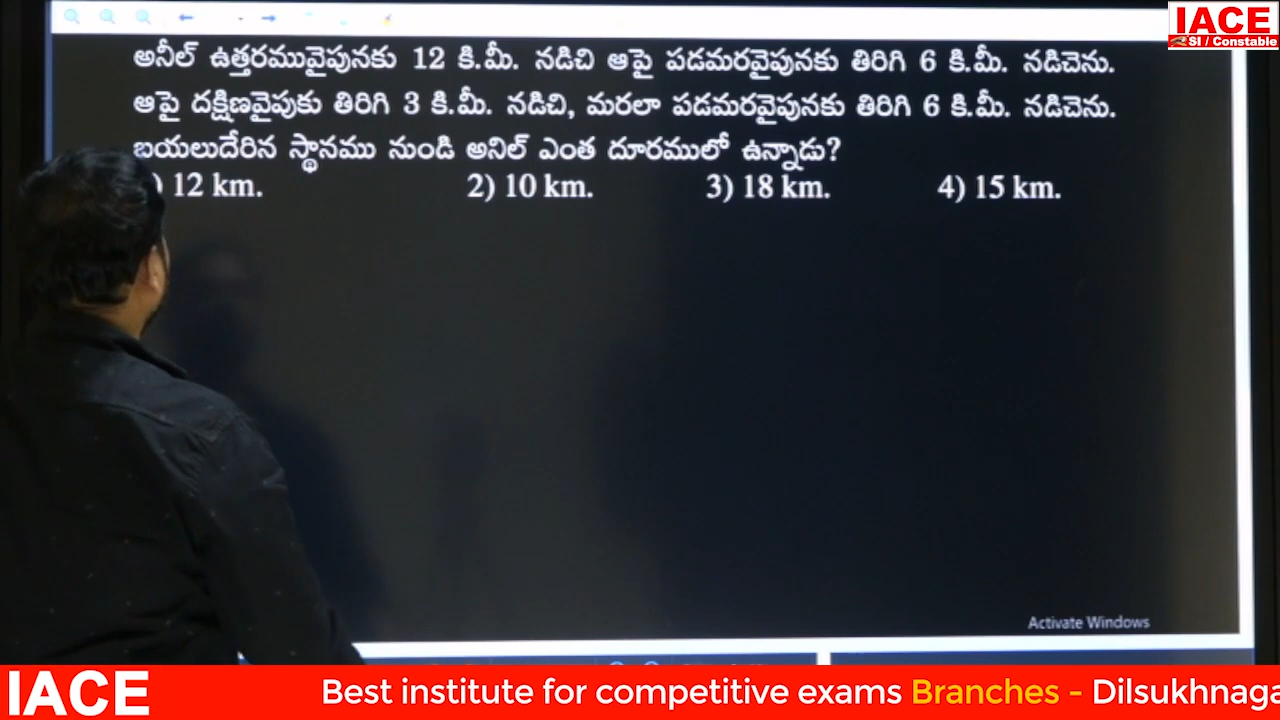 IACE
SI / Constable
అనీల్ ఉత్తరమువైపునకు 12 కి.మీ. నడిచి ఆపై పడమరవైపునకు తిరిగి 6 కి.మీ. నడిచెను.
ఆపై దక్షిణవైపుకు తిరిగి 3 కి.మీ. నడిచి, మరలా పడమరవైపునకు తిరిగి 6 కి.మీ. నడిచెను.
బయలుదేరిన స్థానము నుండి అనిల్ ఎంత దూరములో ఉన్నాడు?
) 12 km. 2) 10 km. 3) 18 km. 4) 15 km.
Activate Windows
IACE Best institute for competitive exams Branches - Dilsukhnaga